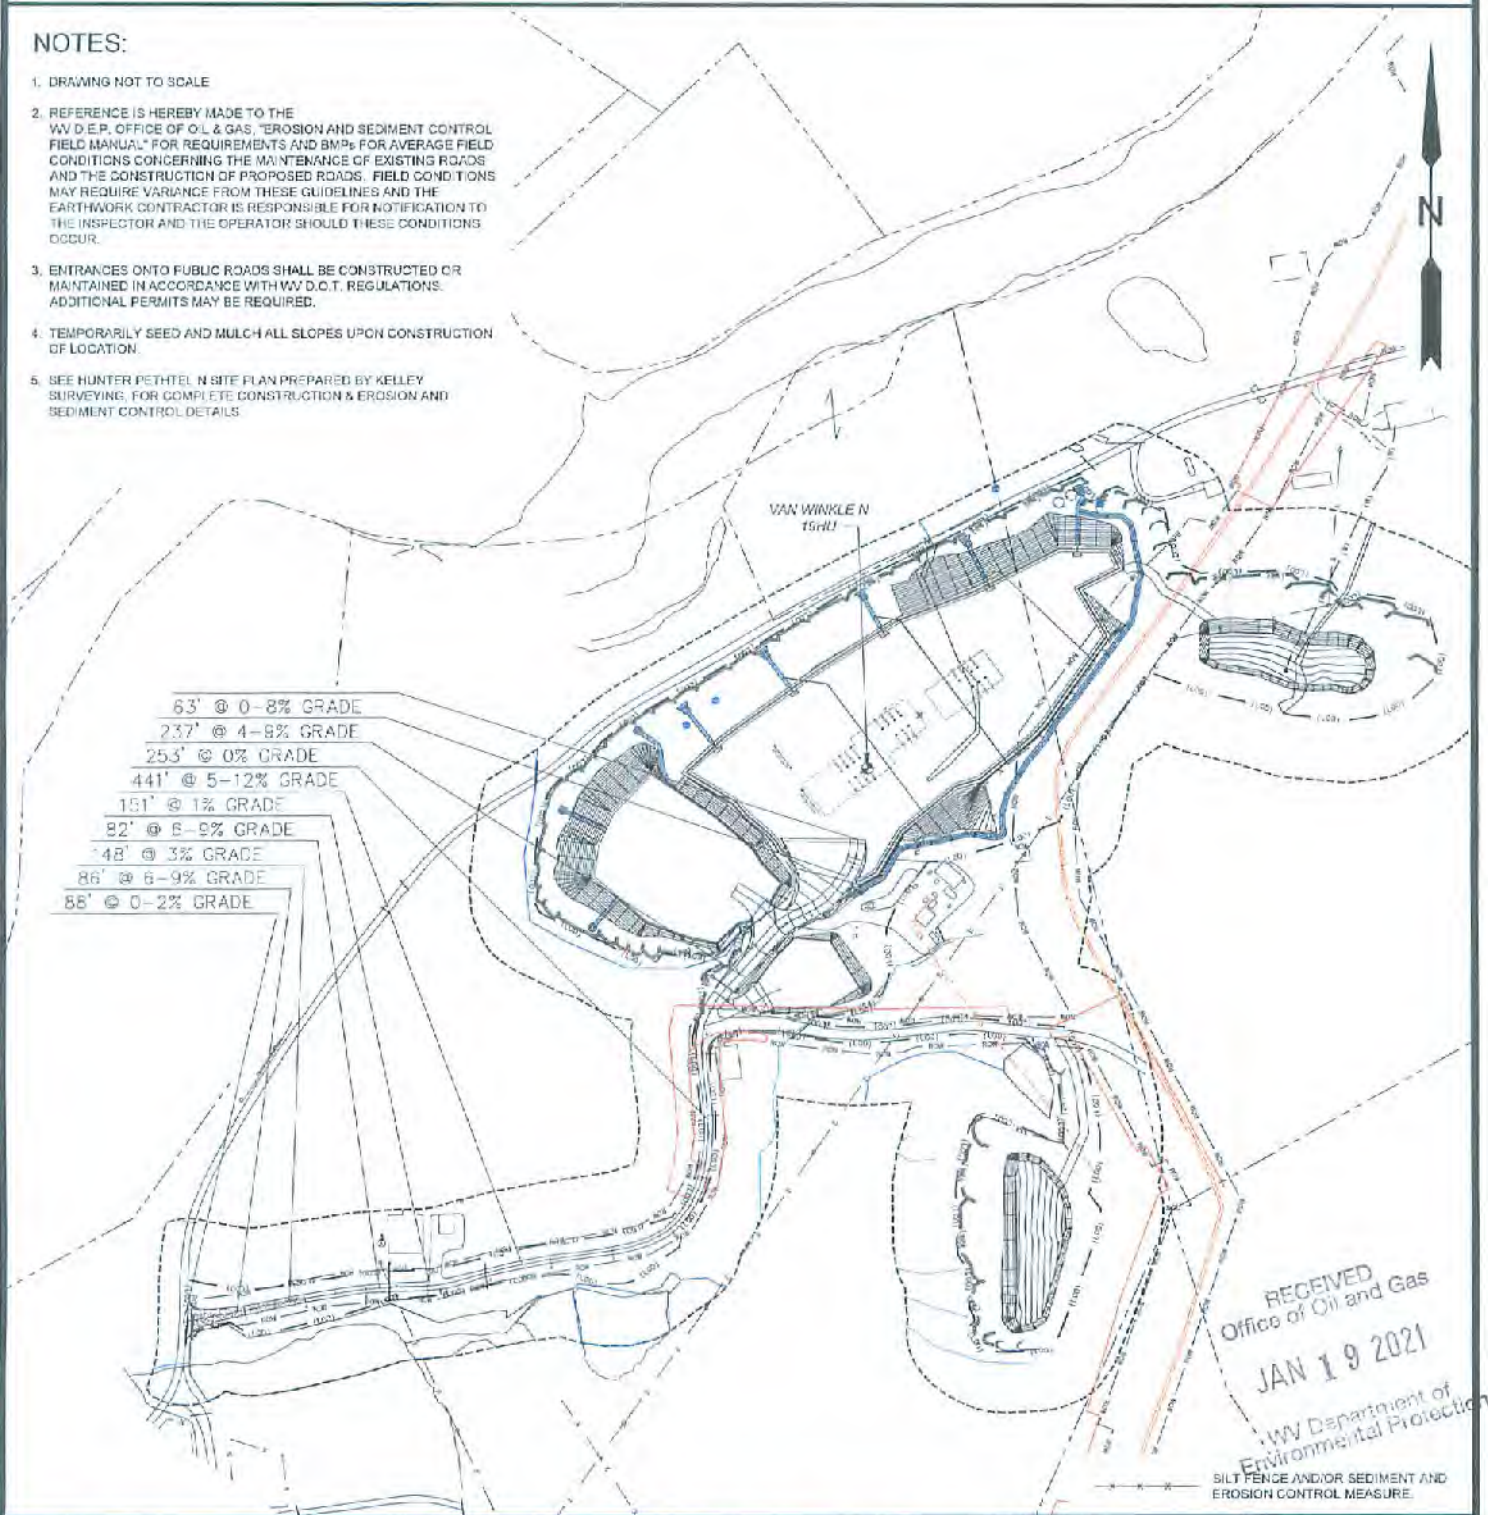 NOTES:
1. DRAWING NOT TO SCALE
2. REFERENCE IS HEREBY MADE TO THE
WV D.E.P. OFFICE OF OIL & GAS, "EROSION AND SEDIMENT CONTROL
FIELD MANUAL" FOR REQUIREMENTS AND BMPs FOR AVERAGE FIELD
CONDITIONS CONCERNING THE MAINTENANCE OF EXISTING ROADS
AND THE CONSTRUCTION OF PROPOSED ROADS. FIELD CONDITIONS
MAY REQUIRE VARIANCE FROM THESE GUIDELINES AND THE
EARTHWORK CONTRACTOR IS RESPONSIBLE FOR NOTIFICATION TO
THE INSPECTOR AND THE OPERATOR SHOULD THESE CONDITIONS
OCCUR.
3. ENTRANCES ONTO PUBLIC ROADS SHALL BE CONSTRUCTED OR
MAINTAINED IN ACCORDANCE WITH WV D.O.T. REGULATIONS.
ADDITIONAL PERMITS MAY BE REQUIRED.
4. TEMPORARILY SEED AND MULCH ALL SLOPES UPON CONSTRUCTION
OF LOCATION.
5. SEE HUNTER PETHTEL N SITE PLAN PREPARED BY KELLEY
SURVEYING, FOR COMPLETE CONSTRUCTION & EROSION AND
SEDIMENT CONTROL DETAILS
N
VAN WINKLE N
63' @ 0-8% GRADE
237' @ 4-9% GRADE
253' @ 0% GRADE
441' @ 5-12% GRADE
151' @ 1% GRADE
82' @ 6-9% GRADE
48' @ 3% GRADE
86' @ 6-9% GRADE
88' @ 0-2% GRADE
RECEIVED
Office of Oil and Gas
JAN 19 2021
WV Department of
Environmental Protection
SILT FENCE AND/OR SEDIMENT AND
EROSION CONTROL MEASURE.